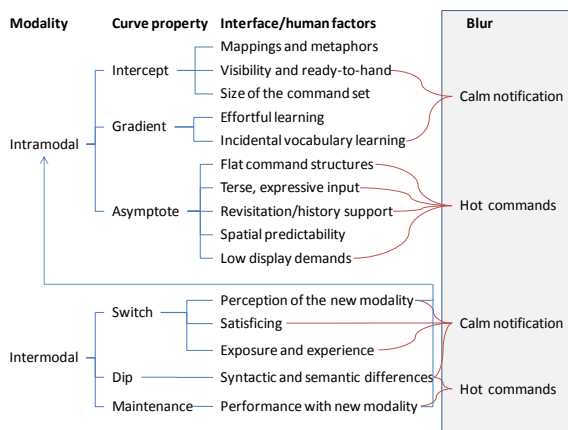 Modality Curve property Interface/human factors Blur
Mappings and metaphors
Intercept Visibility and ready-to-hand
Size of the command set
Calm notification
Effortful learning
Gradient
Incidental vocabulary learning
Intramodal
Flat command structures
Terse, expressive input
Asymptote Revisitation/history support Hot commands
Spatial predictability
Low display demands
Perception of the new modality
Switch Satisficing Calm notification
Exposure and experience
Intermodal
Dip Syntactic and semantic differences
Hot commands
Maintenance Performance with new modality